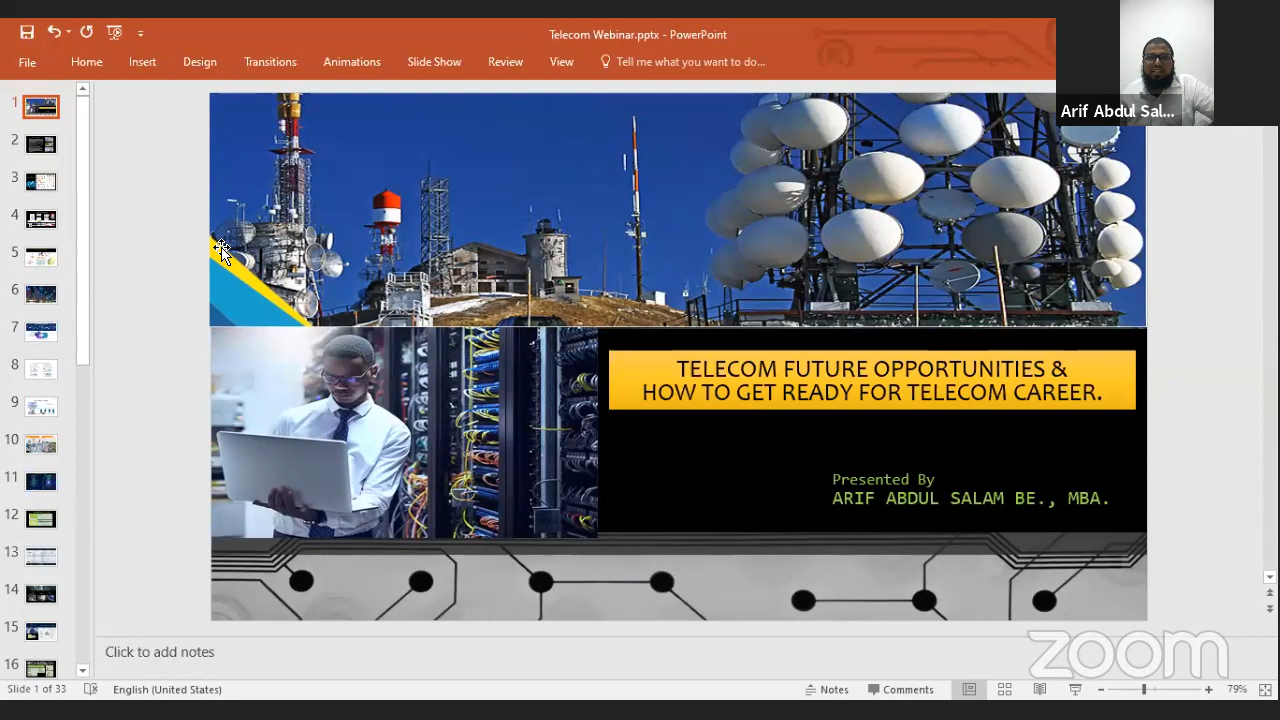 Telecom Webinar.pptx - PowerPoint
File Home Insert Design Transitions Animations Slide Show Review View Tell me what you want to do...
Arif Abdul Sal...
1
2
3
4
5
6
7
8
9
10
11
12
13
14
15
16
TELECOM FUTURE OPPORTUNITIES &
HOW TO GET READY FOR TELECOM CAREER.
Presented By
ARIF ABDUL SALAM BE., MBA.
Click to add notes
zoom
Slide 1 of 33 English (United States) Notes Comments 79%